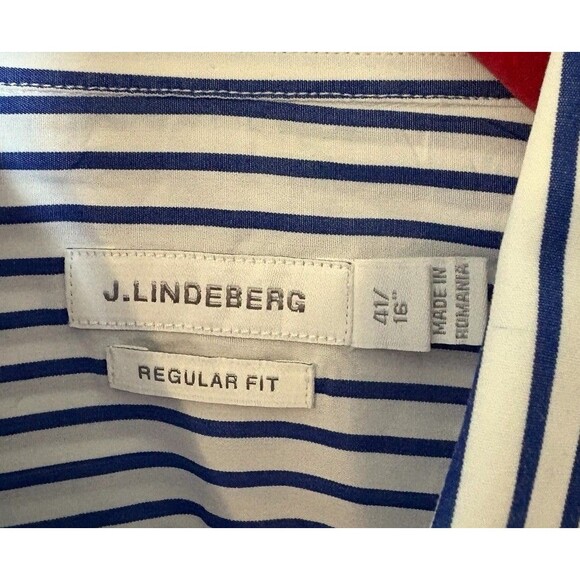 J.LINDEBERG
41/
16"
MADE IN
ROMANIA
REGULAR FIT